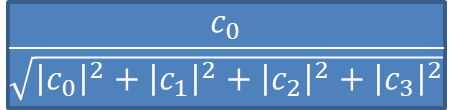 c₀
√|c₀|² + |c₁|² + |c₂|² + |c₃|²